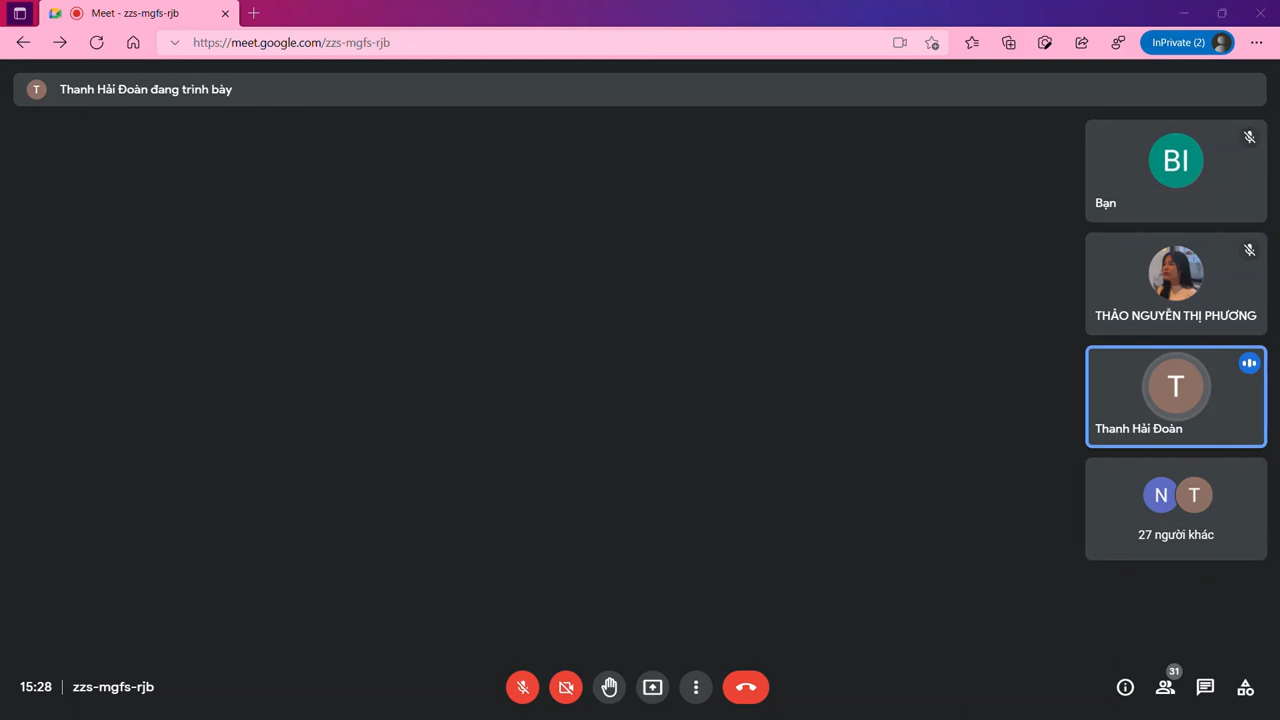 Meet - zzs-mgfs-rjb
https://meet.google.com/zzs-mgfs-rjb
InPrivate (2)
T
Thanh Hải Đoàn đang trình bày
BI
Bạn
THẢO NGUYỄN THỊ PHƯƠNG
T
Thanh Hải Đoàn
N T
27 người khác
15:28 | zzs-mgfs-rjb
31